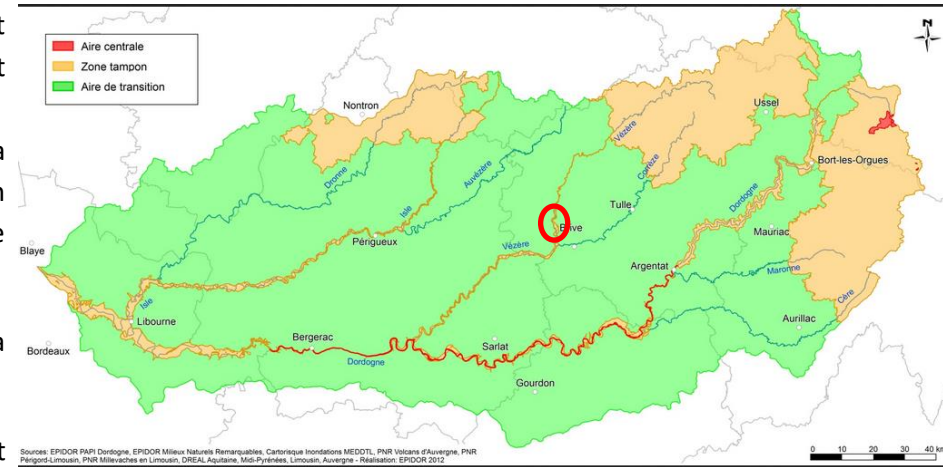 t
t
a
n
e
a
t
Aire centrale
Zone tampon
Aire de transition
N
Nontron
Ussel
Vézère
Bort-les-Orgues
Corrèze
Auvézère
Dronne
Isle
Dordogne
Tulle
Brive
Mauriac
Périgueux
Vézère
Blaye
Argentat
Maronne
Isle
Cère
Libourne
Aurillac
Bergerac
Sarlat
Bordeaux
Dordogne
Gourdon
Sources: EPIDOR PAPI Dordogne, EPIDOR Milieux Naturels Remarquables, Cartorisque Inondations MEDDTL, PNR Volcans d'Auvergne, PNR
Périgord-Limousin, PNR Millevaches en Limousin, DREAL Aquitaine, Midi-Pyrénées, Limousin, Auvergne - Réalisation: EPIDOR 2012
0 10 20 30 40 k